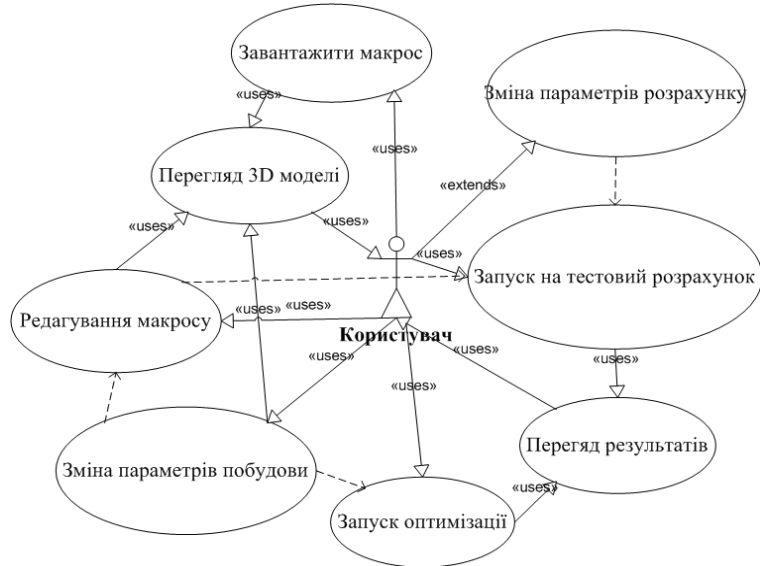 Завантажити макрос
«uses»
Зміна параметрів розрахунку
«uses»
Перегляд 3D моделі
«extends»
«uses»
«uses»
«uses»
Запуск на тестовий розрахунок
«uses»
«uses»
Редагування макросу
Користувач
«uses»
«uses»
«uses»
«uses»
Перегяд результатів
Зміна параметрів побудови
«uses»
Запуск оптимізації